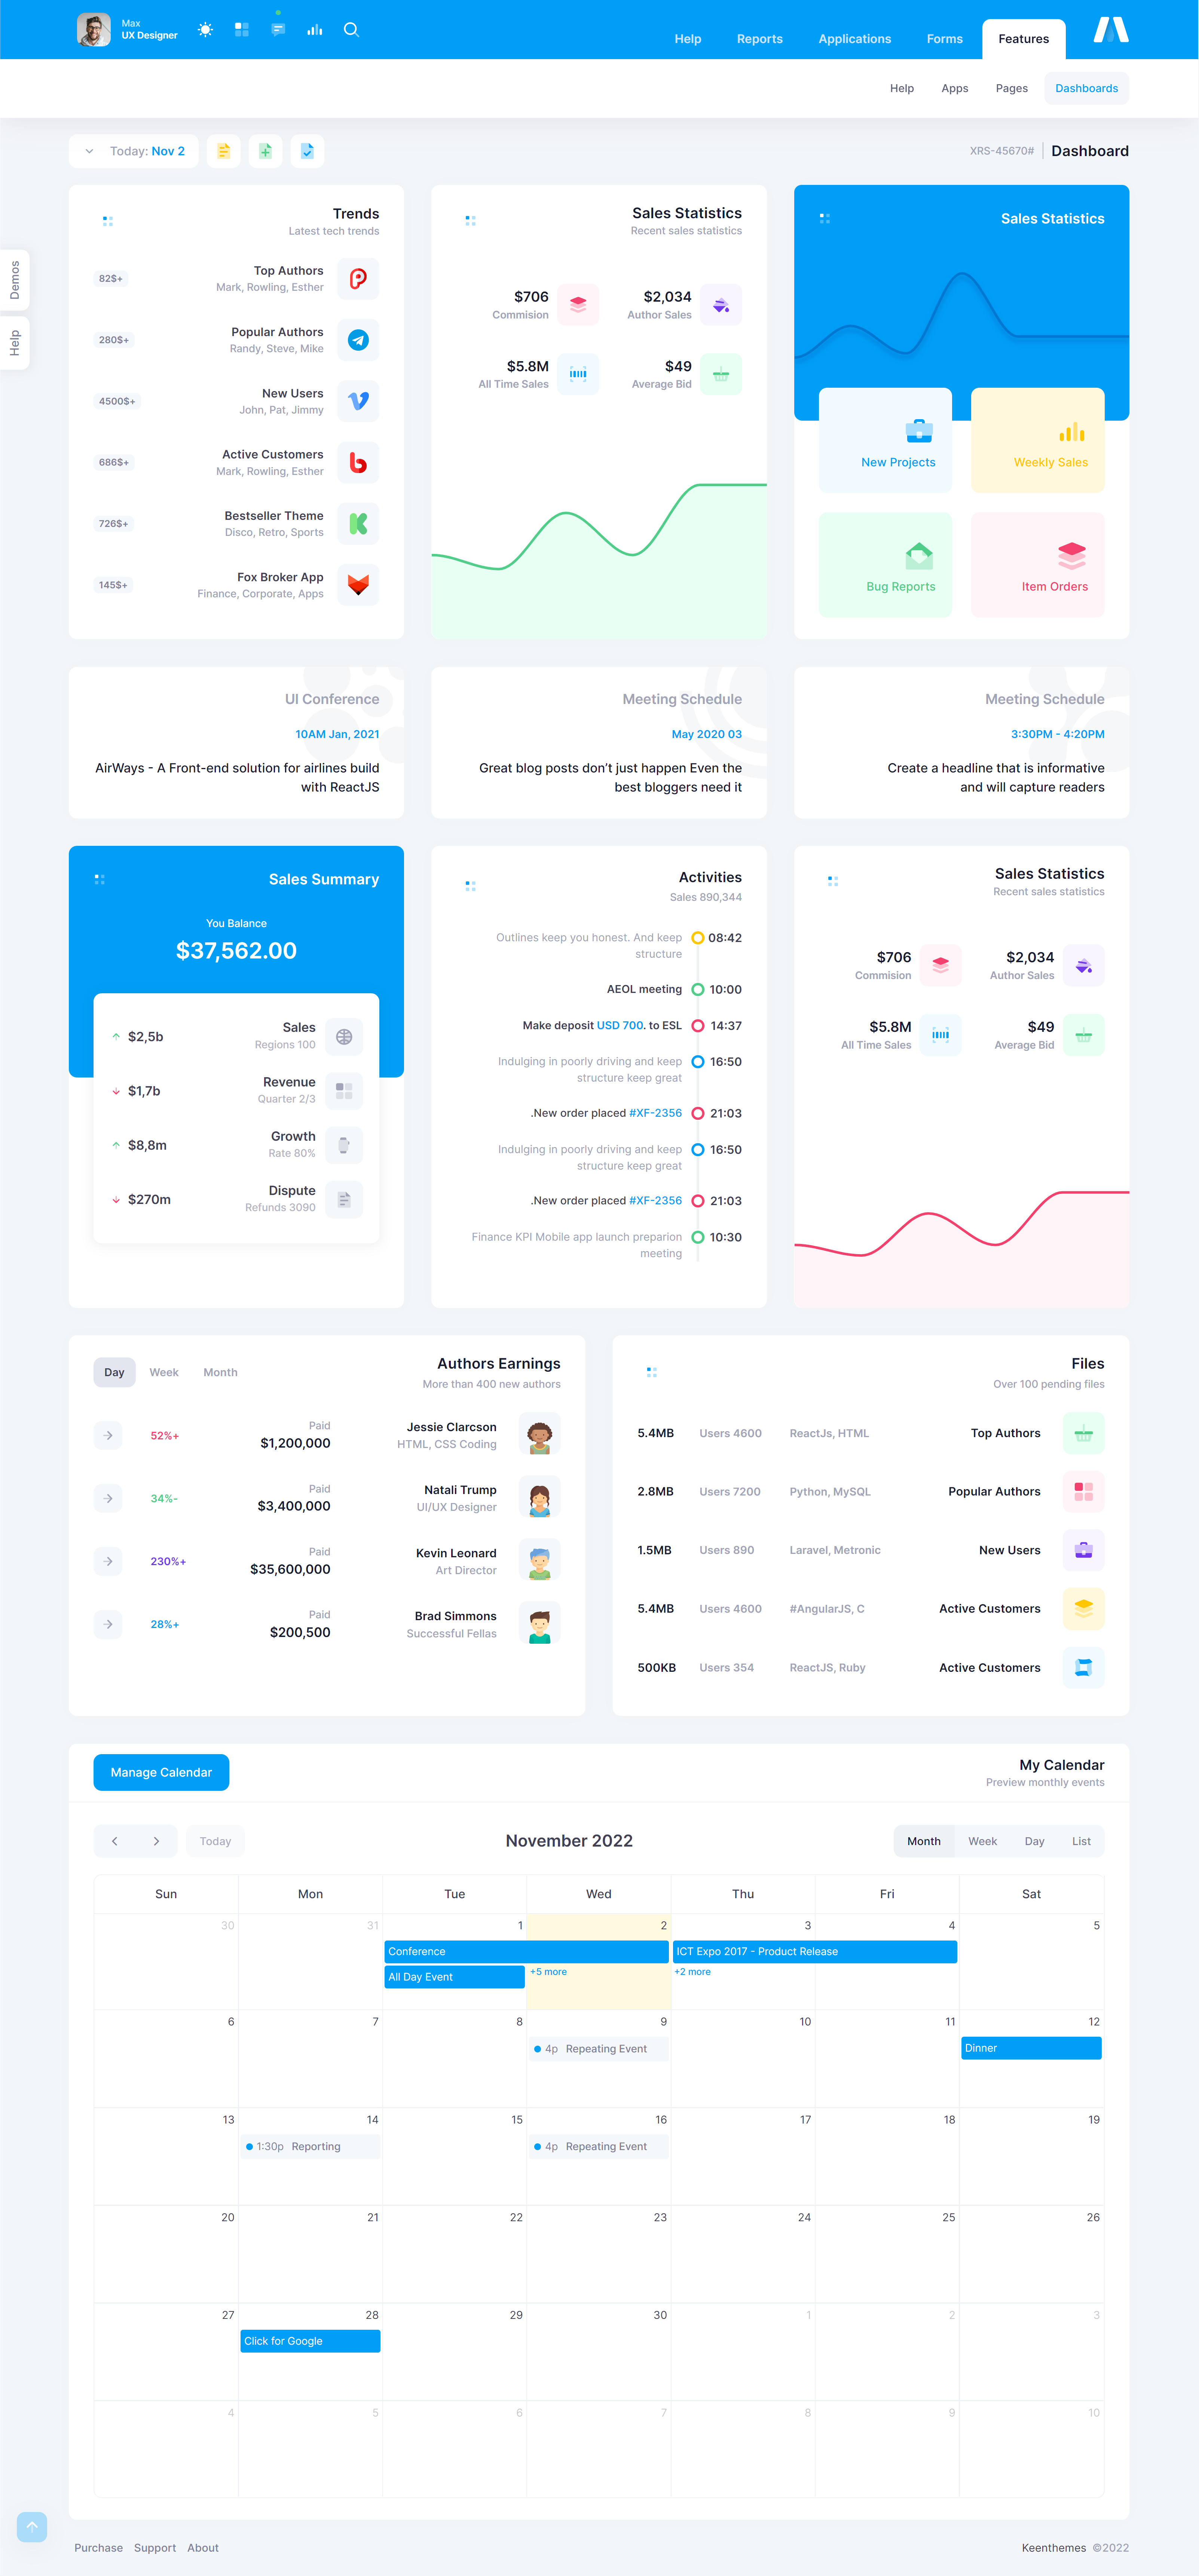 Max
UX Designer
Help
Reports
Applications
Forms
Features
Help
Apps
Pages
Dashboards
Today: Nov 2
XRS-45670#
Dashboard
Demos
Help
Trends
Latest tech trends
82$+
Top Authors
Mark, Rowling, Esther
280$+
Popular Authors
Randy, Steve, Mike
4500$+
New Users
John, Pat, Jimmy
686$+
Active Customers
Mark, Rowling, Esther
726$+
Bestseller Theme
Disco, Retro, Sports
145$+
Fox Broker App
Finance, Corporate, Apps
Sales Statistics
Recent sales statistics
$706
Commision
$2,034
Author Sales
$5.8M
All Time Sales
$49
Average Bid
Sales Statistics
New Projects
Weekly Sales
Bug Reports
Item Orders
UI Conference
10AM Jan, 2021
AirWays - A Front-end solution for airlines build
with ReactJS
Meeting Schedule
May 2020 03
Great blog posts don’t just happen Even the
best bloggers need it
Meeting Schedule
3:30PM - 4:20PM
Create a headline that is informative
and will capture readers
Sales Summary
You Balance
$37,562.00
$2,5b
Sales
Regions 100
$1,7b
Revenue
Quarter 2/3
$8,8m
Growth
Rate 80%
$270m
Dispute
Refunds 3090
Activities
Sales 890,344
Outlines keep you honest. And keep
structure
08:42
AEOL meeting
10:00
Make deposit USD 700. to ESL
14:37
Indulging in poorly driving and keep
structure keep great
16:50
.New order placed #XF-2356
21:03
Indulging in poorly driving and keep
structure keep great
16:50
.New order placed #XF-2356
21:03
Finance KPI Mobile app launch preparion
meeting
10:30
Sales Statistics
Recent sales statistics
$706
Commision
$2,034
Author Sales
$5.8M
All Time Sales
$49
Average Bid
Day
Week
Month
Authors Earnings
More than 400 new authors
52%+
Paid
$1,200,000
Jessie Clarcson
HTML, CSS Coding
34%-
Paid
$3,400,000
Natali Trump
UI/UX Designer
230%+
Paid
$35,600,000
Kevin Leonard
Art Director
28%+
Paid
$200,500
Brad Simmons
Successful Fellas
Files
Over 100 pending files
5.4MB
Users 4600
ReactJs, HTML
Top Authors
2.8MB
Users 7200
Python, MySQL
Popular Authors
1.5MB
Users 890
Laravel, Metronic
New Users
5.4MB
Users 4600
#AngularJS, C
Active Customers
500KB
Users 354
ReactJS, Ruby
Active Customers
Manage Calendar
My Calendar
Preview monthly events
Today
November 2022
Month
Week
Day
List
Sun
Mon
Tue
Wed
Thu
Fri
Sat
30
31
1
2
3
4
5
Conference
ICT Expo 2017 - Product Release
All Day Event
+5 more
+2 more
6
7
8
9
10
11
12
4p Repeating Event
Dinner
13
14
15
16
17
18
19
1:30p Reporting
4p Repeating Event
20
21
22
23
24
25
26
27
28
29
30
1
2
3
Click for Google
4
5
6
7
8
9
10
Purchase
Support
About
Keenthemes ©2022